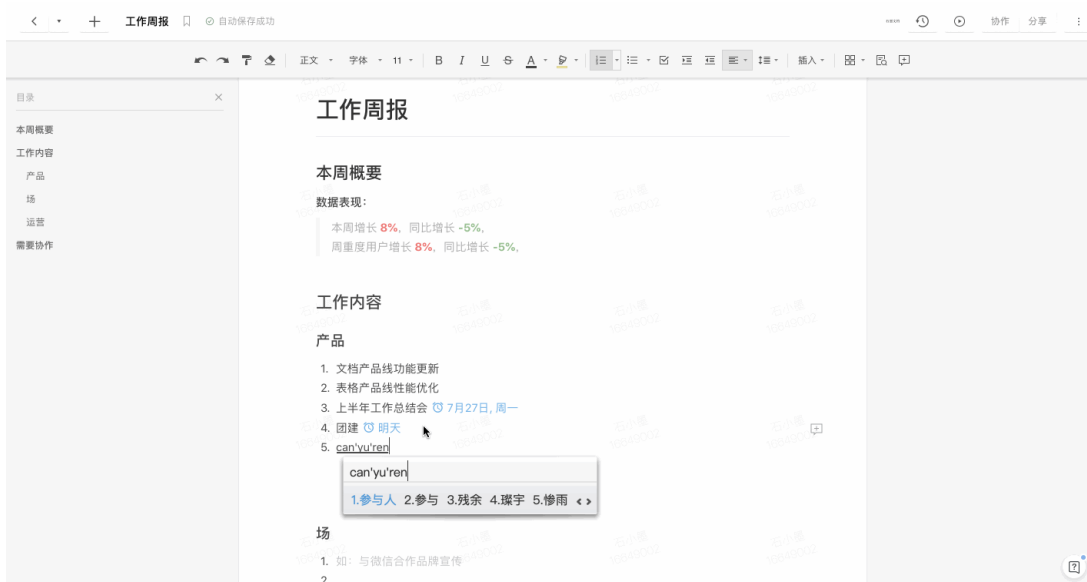 工作周报 自动保存成功 协作 分享
正文 字体 11 B I U S A 插入
目录
本周概要
工作内容
产品
场
运营
需要协作
工作周报
本周概要
数据表现：
本周增长 8%，同比增长 -5%，
周重度用户增长 8%，同比增长 -5%，
工作内容
产品
1. 文档产品线功能更新
2. 表格产品线性能优化
3. 上半年工作总结会 7月27日, 周一
4. 团建 明天
5. can'yu'ren
can'yu'ren
1.参与人 2.参与 3.残余 4.璨宇 5.惨雨
场
1. 如：与微信合作品牌宣传
2.